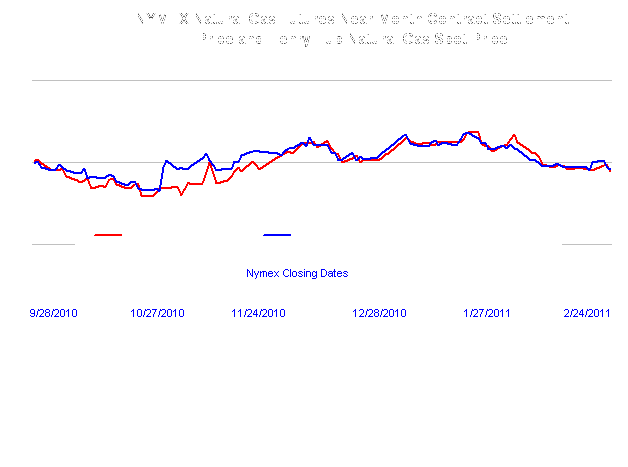 NYMEX Natural Gas Futures Near-Month Contract Settlement
Price and Henry Hub Natural Gas Spot Price
Nymex Closing Dates
9/28/2010 10/27/2010 11/24/2010 12/28/2010 1/27/2011 2/24/2011